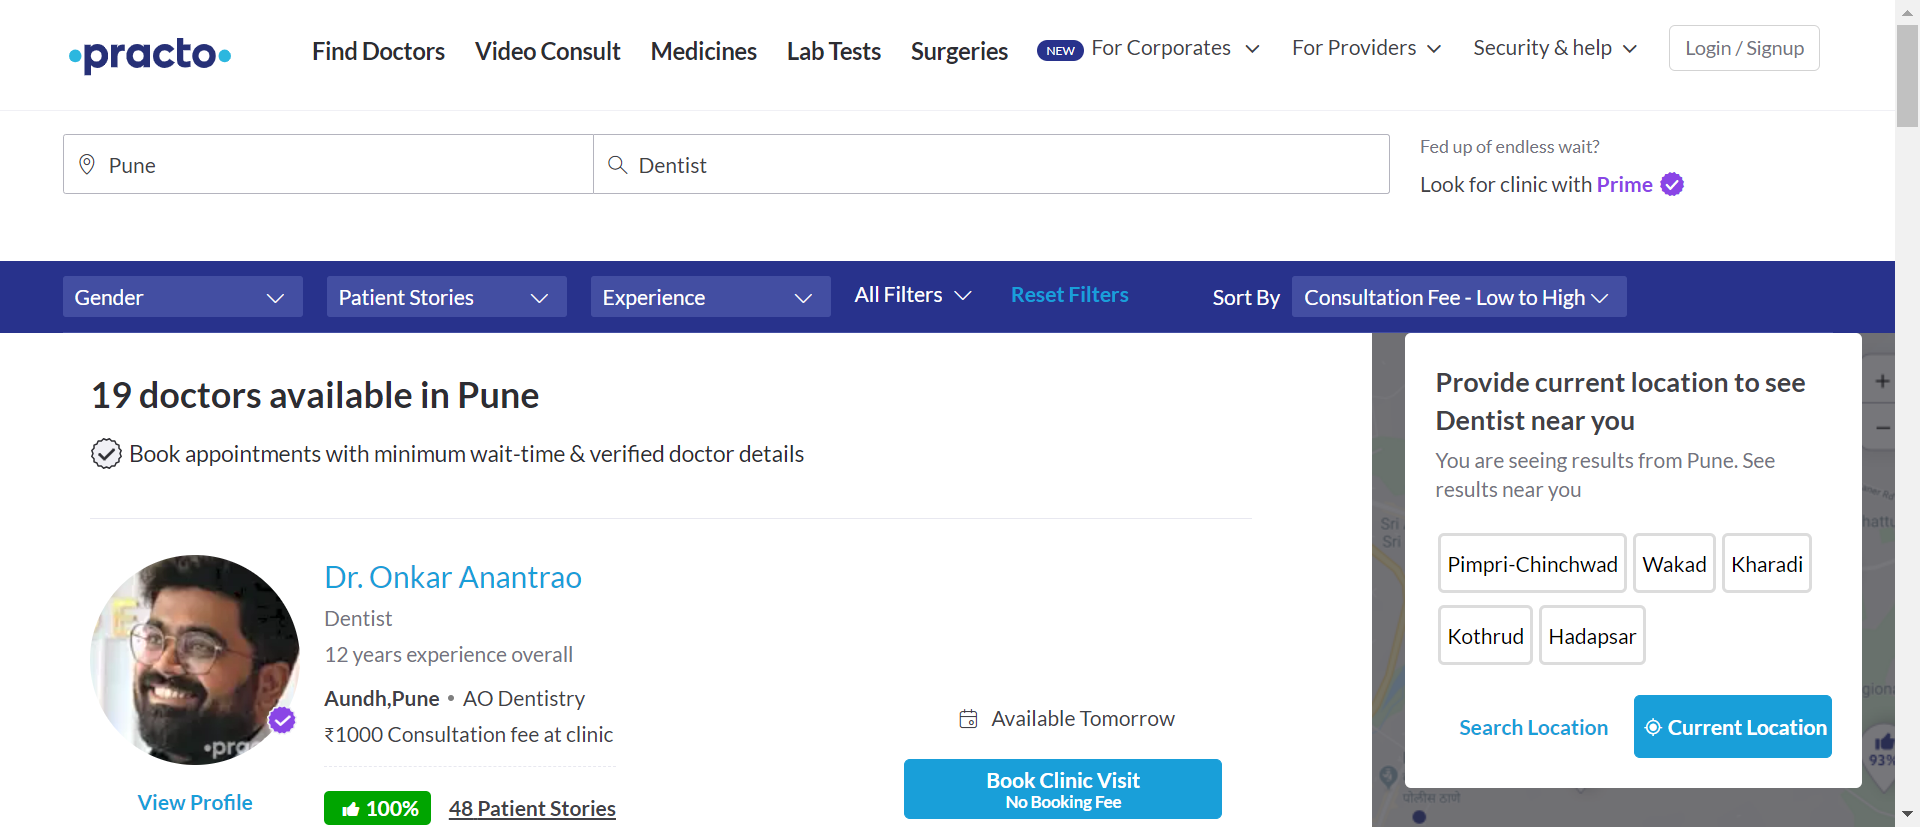 practo
Find Doctors
Video Consult
Medicines
Lab Tests
Surgeries
NEW
For Corporates
For Providers
Security & help
Login / Signup
Pune
Dentist
Fed up of endless wait?
Look for clinic with Prime
Gender
Patient Stories
Experience
All Filters
Reset Filters
Sort By
Consultation Fee - Low to High
19 doctors available in Pune
Book appointments with minimum wait-time & verified doctor details
Dr. Onkar Anantrao
Dentist
12 years experience overall
Aundh,Pune • AO Dentistry
₹1000 Consultation fee at clinic
100%
48 Patient Stories
View Profile
Available Tomorrow
Book Clinic Visit
No Booking Fee
Provide current location to see
Dentist near you
You are seeing results from Pune. See
results near you
Pimpri-Chinchwad
Wakad
Kharadi
Kothrud
Hadapsar
Search Location
Current Location
+
−
Sri
Sri
93%
पोलीस ठाणे